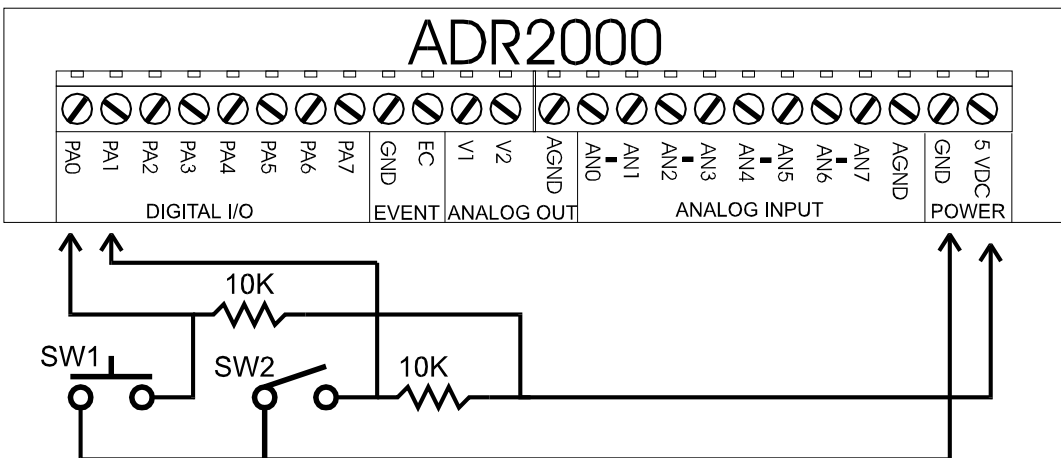 ADR2000
PA0 PA1 PA2 PA3 PA4 PA5 PA6 PA7 GND EC V1 V2 AGND AN0 - AN1 AN2 - AN3 AN4 - AN5 AN6 - AN7 AGND GND 5 VDC
DIGITAL I/O EVENT ANALOG OUT ANALOG INPUT POWER
10K
SW1 SW2 10K